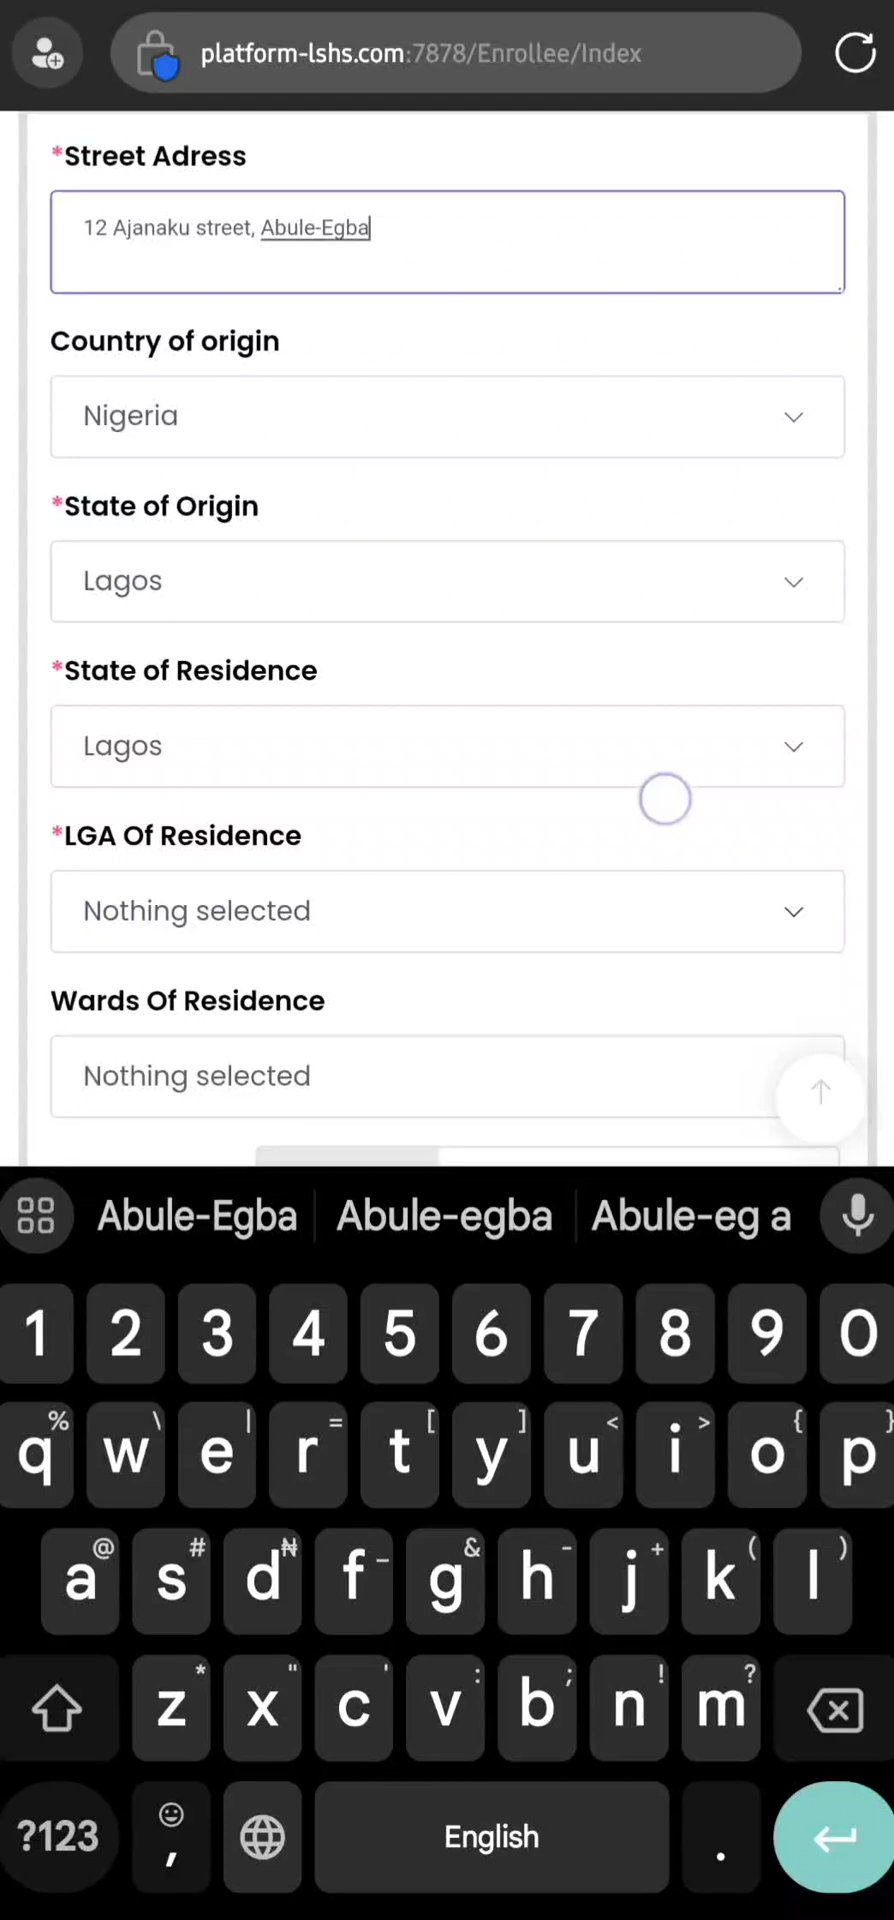 platform-lshs.com:7878/Enrollee/Index
*Street Adress
12 Ajanaku street, Abule-Egba
Country of origin
Nigeria
*State of Origin
Lagos
*State of Residence
Lagos
*LGA Of Residence
Nothing selected
Wards Of Residence
Nothing selected
Abule-Egba Abule-egba Abule-eg a
1 2 3 4 5 6 7 8 9 0
% \ | = [ ] < > { }
q w e r t y u i o p
@ # ₦ _ & - + ( )
a s d f g h j k l
* " ' : ; ! ?
z x c v b n m
?123 , English .